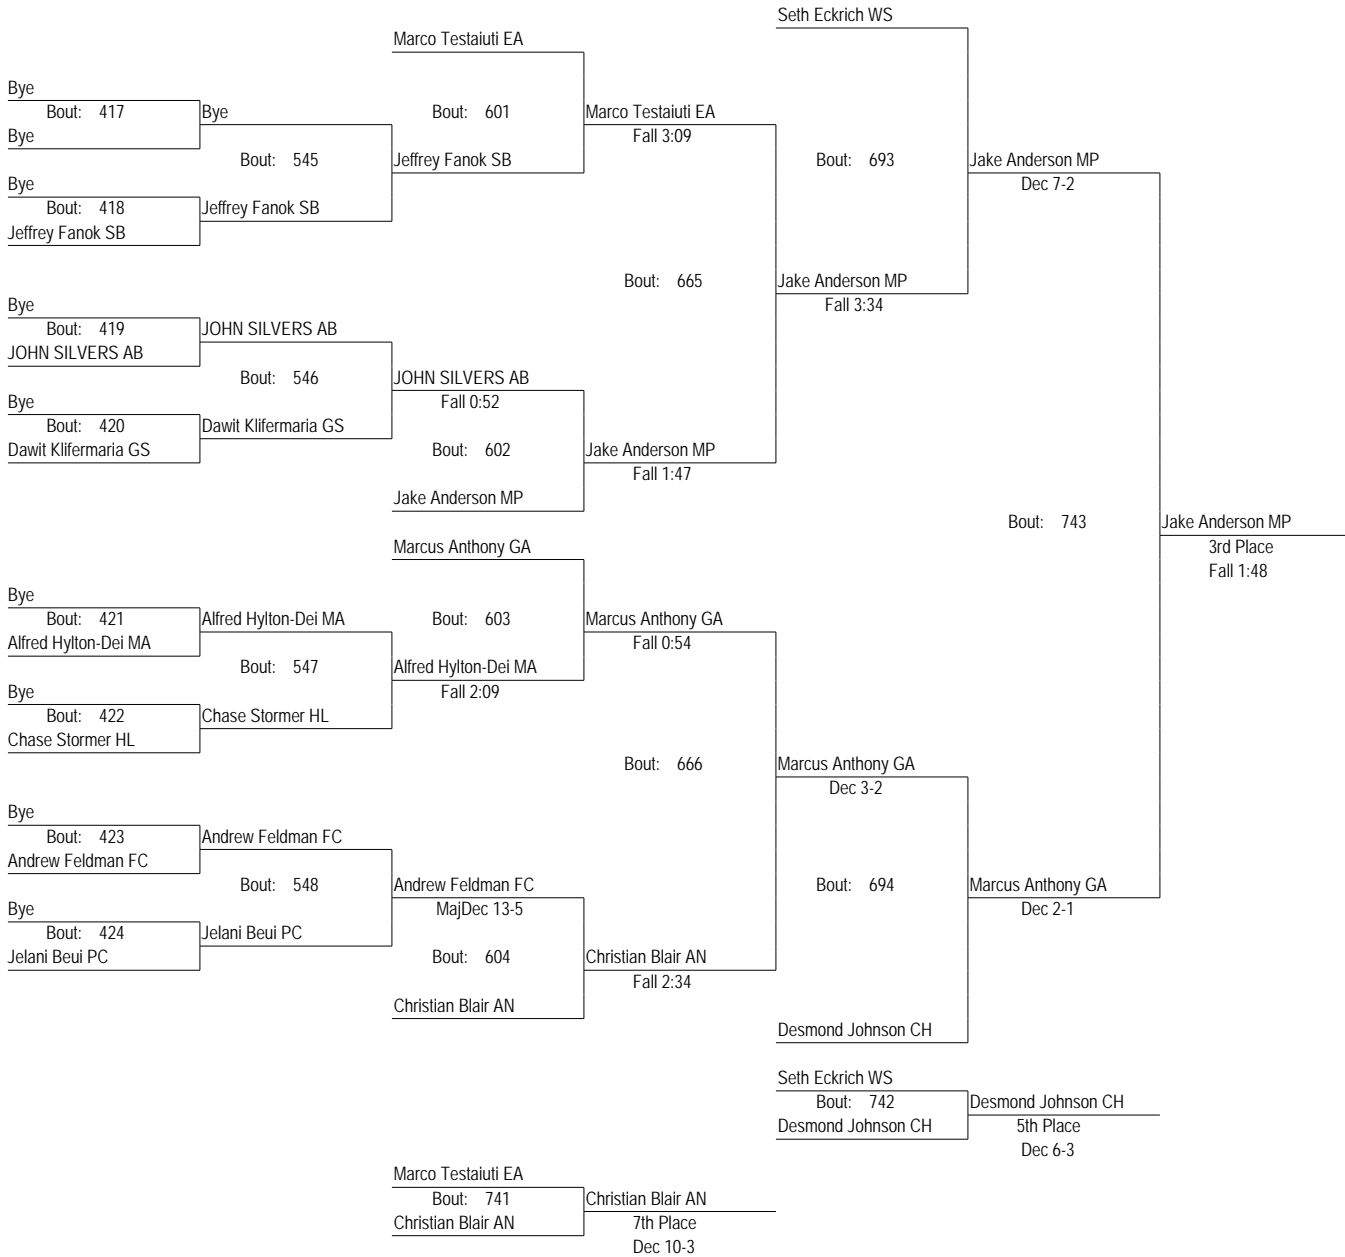 Seth Eckrich WS
Marco Testaiuti EA
Bye
Bout: 417
Bye
Bout: 601
Marco Testaiuti EA
Bye
Fall 3:09
Bout: 545
Jeffrey Fanok SB
Bout: 693
Jake Anderson MP
Bye
Dec 7-2
Bout: 418
Jeffrey Fanok SB
Jeffrey Fanok SB
Bout: 665
Jake Anderson MP
Bye
Fall 3:34
Bout: 419
JOHN SILVERS AB
JOHN SILVERS AB
Bout: 546
JOHN SILVERS AB
Bye
Fall 0:52
Bout: 420
Dawit Klifermaria GS
Dawit Klifermaria GS
Bout: 602
Jake Anderson MP
Fall 1:47
Jake Anderson MP
Bout: 743
Jake Anderson MP
Marcus Anthony GA
3rd Place
Fall 1:48
Bye
Bout: 421
Alfred Hylton-Dei MA
Bout: 603
Marcus Anthony GA
Alfred Hylton-Dei MA
Fall 0:54
Bout: 547
Alfred Hylton-Dei MA
Bye
Fall 2:09
Bout: 422
Chase Stormer HL
Chase Stormer HL
Bout: 666
Marcus Anthony GA
Dec 3-2
Bye
Bout: 423
Andrew Feldman FC
Andrew Feldman FC
Bout: 548
Andrew Feldman FC
Bout: 694
Marcus Anthony GA
Bye
MajDec 13-5
Dec 2-1
Bout: 424
Jelani Beui PC
Jelani Beui PC
Bout: 604
Christian Blair AN
Fall 2:34
Christian Blair AN
Desmond Johnson CH
Seth Eckrich WS
Bout: 742
Desmond Johnson CH
Desmond Johnson CH
5th Place
Dec 6-3
Marco Testaiuti EA
Bout: 741
Christian Blair AN
Christian Blair AN
7th Place
Dec 10-3